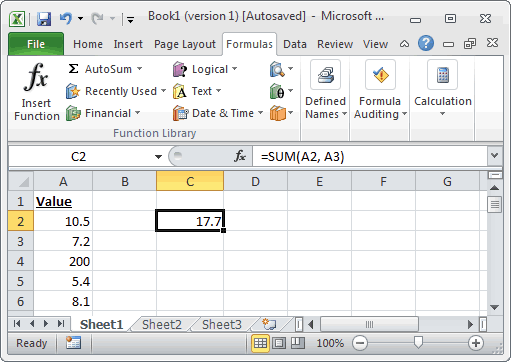 Book1 (version 1) [Autosaved] - Microsoft ...
File Home Insert Page Layout Formulas Data Review View Add-Ins
fx Σ AutoSum Logical
Recently Used A Text
Insert Function Financial Date & Time θ Defined Names Formula Auditing Calculation
Function Library
C2 fx =SUM(A2, A3)
A B C D E F G
1 Value
2 10.5 17.7
3 7.2
4 200
5 5.4
6 8.1
Sheet1 Sheet2 Sheet3
Ready 100%